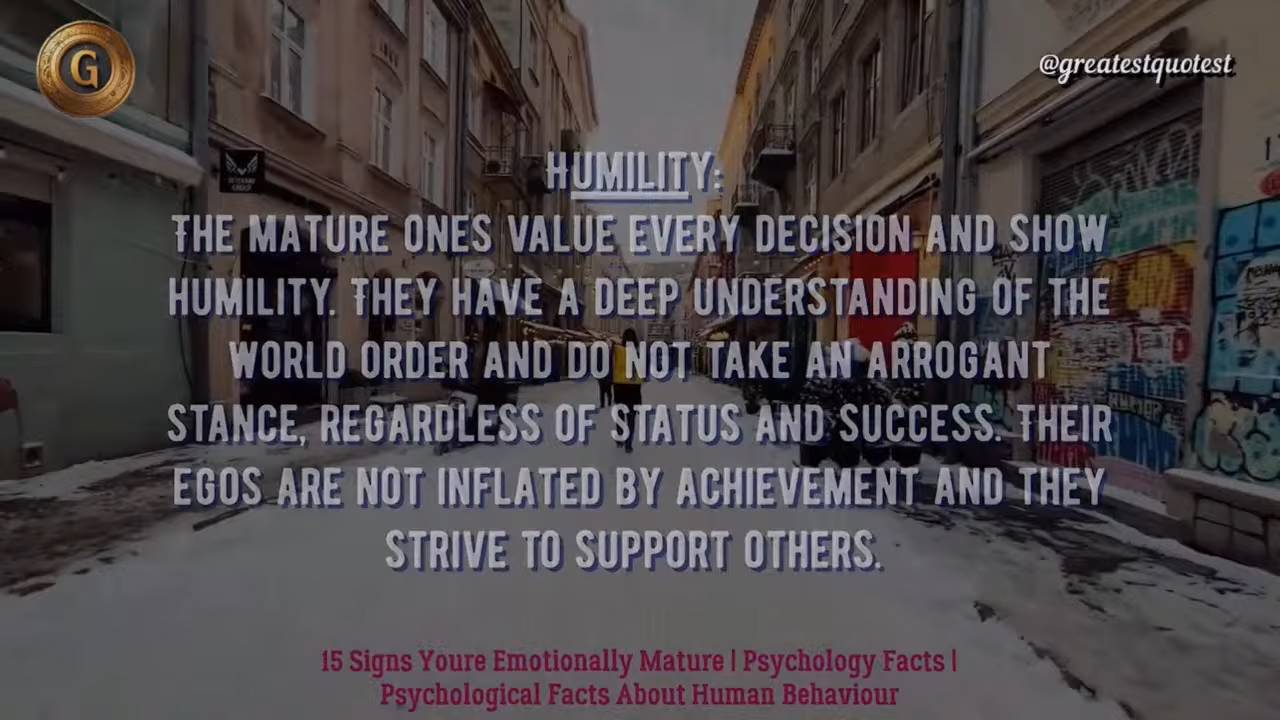 G
@greatestquotest
HUMILITY:
THE MATURE ONES VALUE EVERY DECISION AND SHOW
HUMILITY. THEY HAVE A DEEP UNDERSTANDING OF THE
WORLD ORDER AND DO NOT TAKE AN ARROGANT
STANCE, REGARDLESS OF STATUS AND SUCCESS. THEIR
EGOS ARE NOT INFLATED BY ACHIEVEMENT AND THEY
STRIVE TO SUPPORT OTHERS.
15 Signs Youre Emotionally Mature | Psychology Facts |
Psychological Facts About Human Behaviour